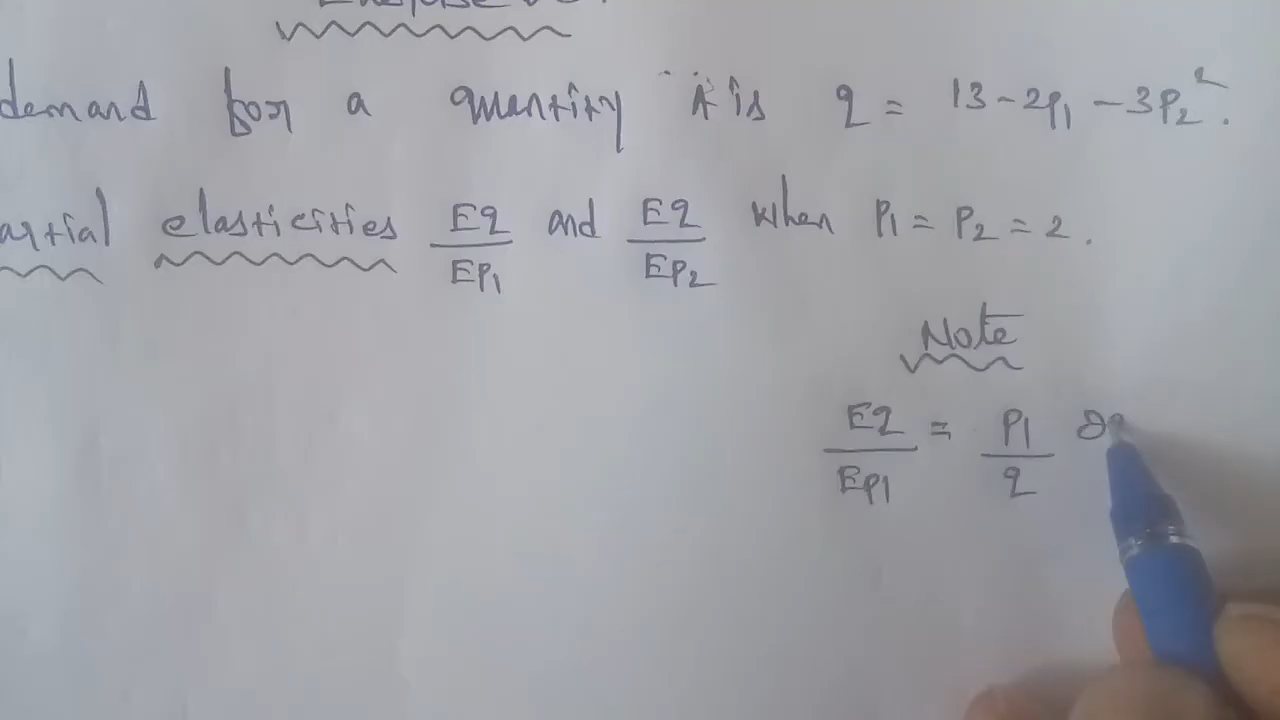 demand for a quantity A is q = 13 - 2p₁ - 3p₂².
artial elasticities Eq/Ep₁ and Eq/Ep₂ when P₁ = P₂ = 2.
Note
Eq/Ep₁ = P₁/q ∂